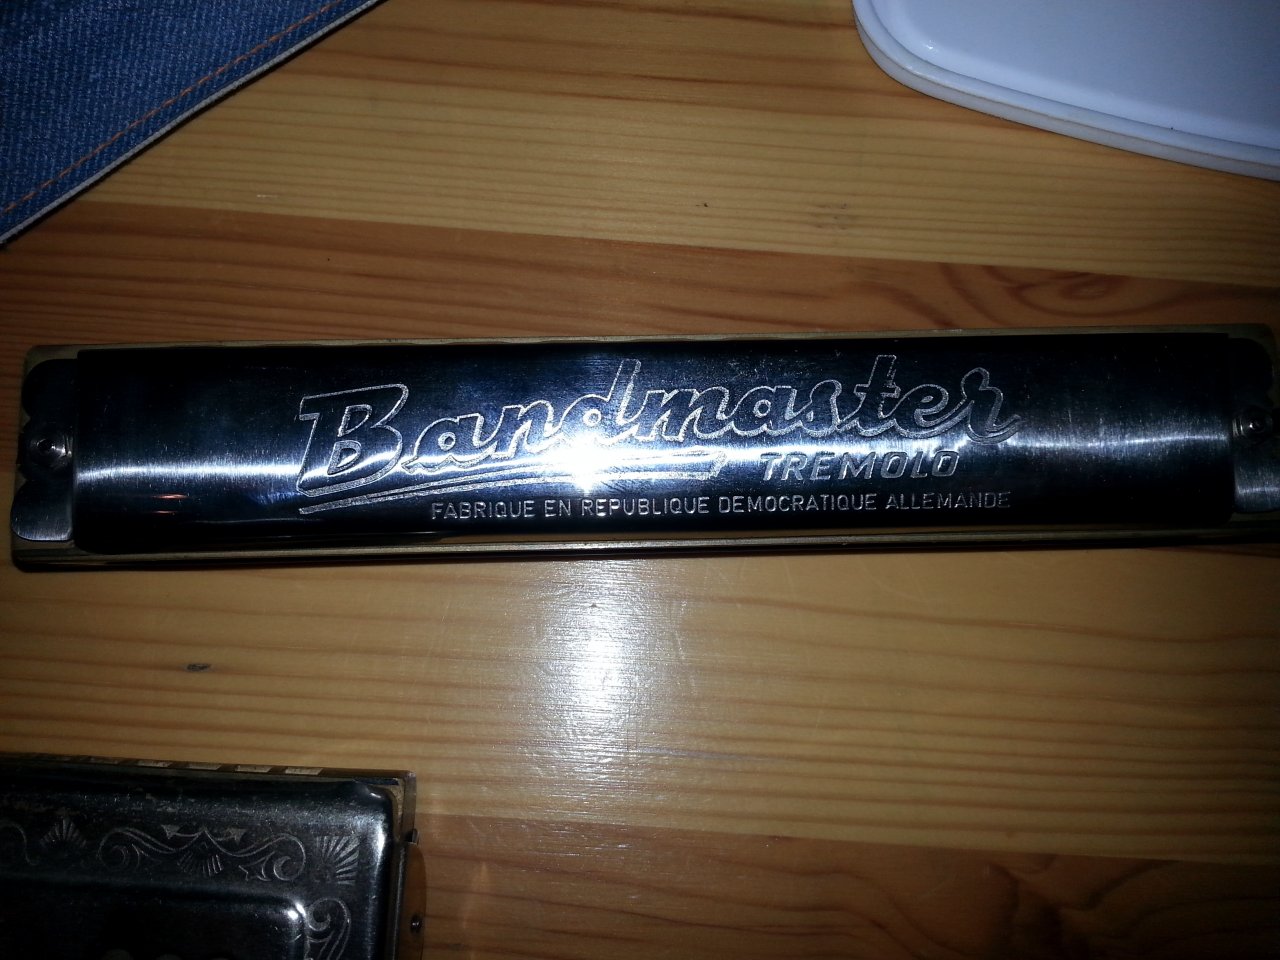 Bandmaster
TREMOLO
FABRIQUE EN REPUBLIQUE DEMOCRATIQUE ALLEMANDE